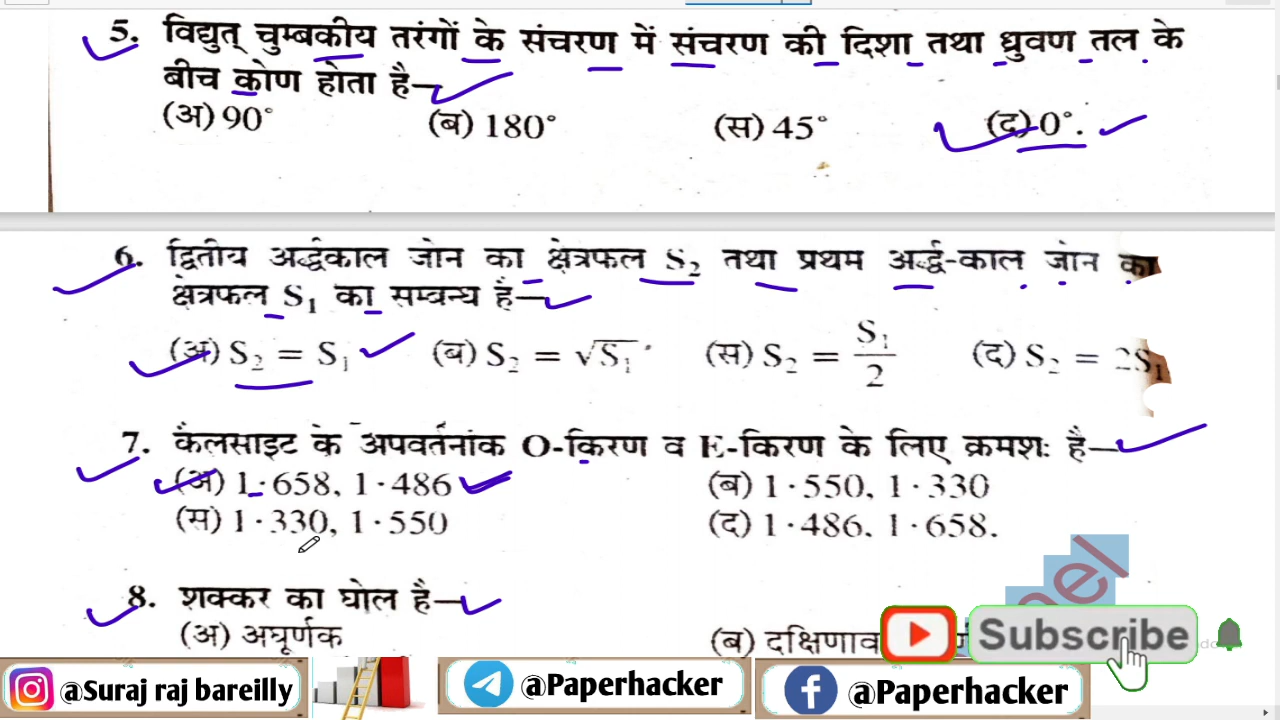 5. विद्युत् चुम्बकीय तरंगों के संचरण में संचरण की दिशा तथा ध्रुवण तल के
बीच कोण होता है—
(अ) 90° (ब) 180° (स) 45° (द) 0°.
6. द्वितीय अर्द्धकाल जोन का क्षेत्रफल S₂ तथा प्रथम अर्द्ध-काल जोन का
क्षेत्रफल S₁ का सम्वन्ध है—
(अ) S₂ = S₁ (ब) S₂ = √S₁ (स) S₂ = S₁/2 (द) S₂ = 2S₁
7. कैलसाइट के अपवर्तनांक O-किरण व E-किरण के लिए क्रमशः है—
(अ) 1·658, 1·486 (ब) 1·550, 1·330
(स) 1·330, 1·550 (द) 1·486, 1·658.
8. शक्कर का घोल है—
(अ) अघूर्णक (ब)
Subscribe
@Suraj raj bareilly @Paperhacker @Paperhacker